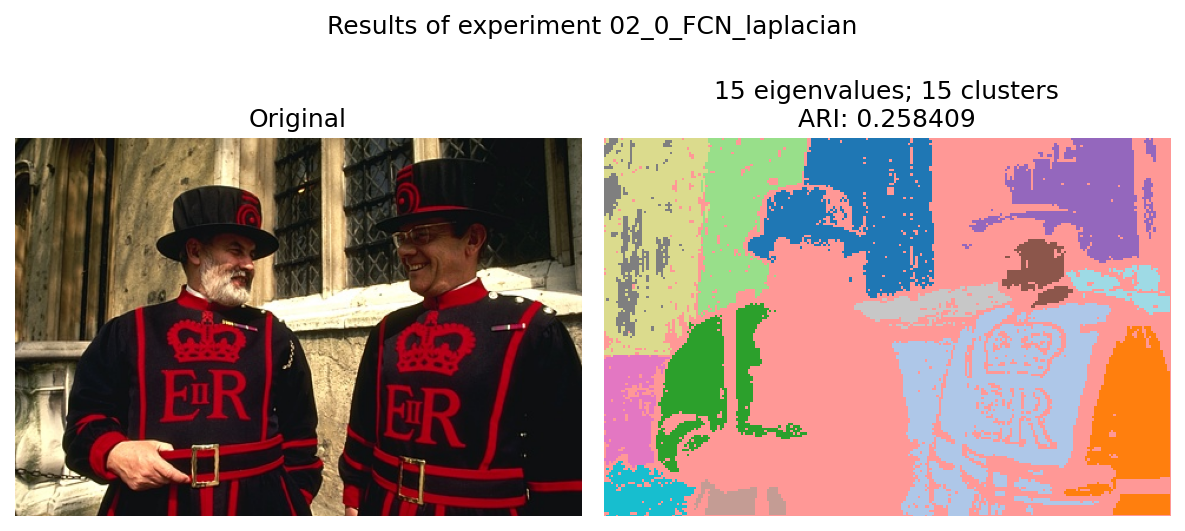 Results of experiment 02_0_FCN_laplacian
Original
15 eigenvalues; 15 clusters
ARI: 0.258409
EIIR
EIIR